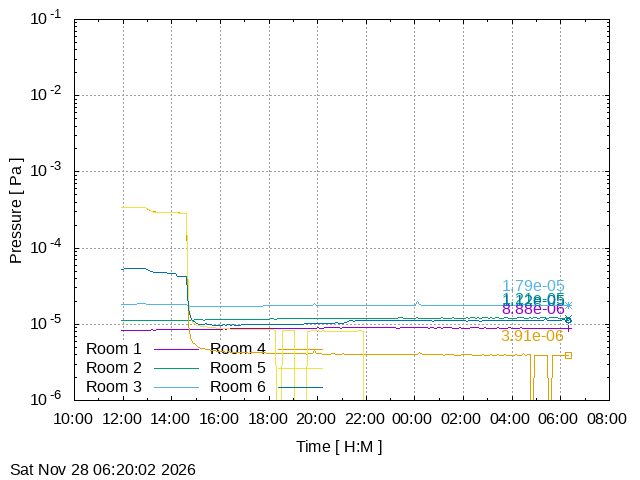 10^-1
10^-2
10^-3
10^-4
10^-5
10^-6
Pressure [ Pa ]
1.79e-05
8.88e-06
3.91e-06
Room 1 Room 4
Room 2 Room 5
Room 3 Room 6
10:00 12:00 14:00 16:00 18:00 20:00 22:00 00:00 02:00 04:00 06:00 08:00
Time [ H:M ]
Sat Nov 28 06:20:02 2026